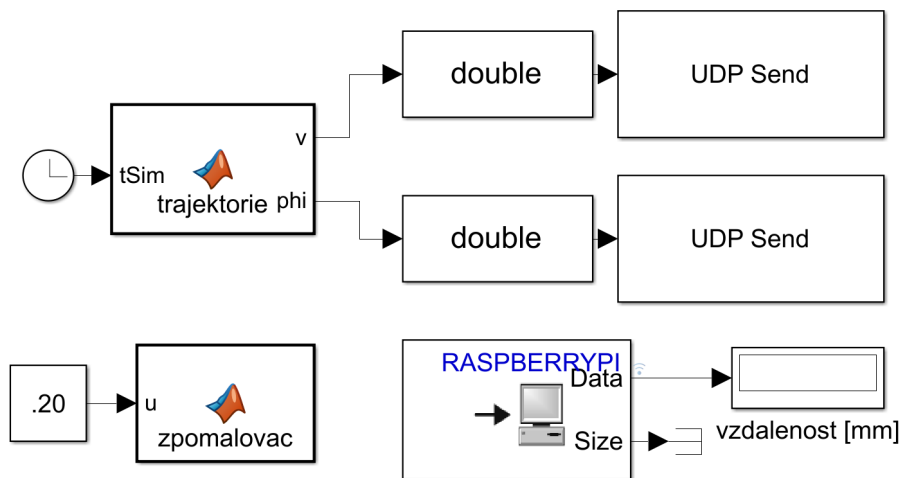 double
UDP Send
v
tSim
trajektorie
phi
double
UDP Send
.20
u
zpomalovac
RASPBERRYPI
Data
Size
vzdalenost [mm]